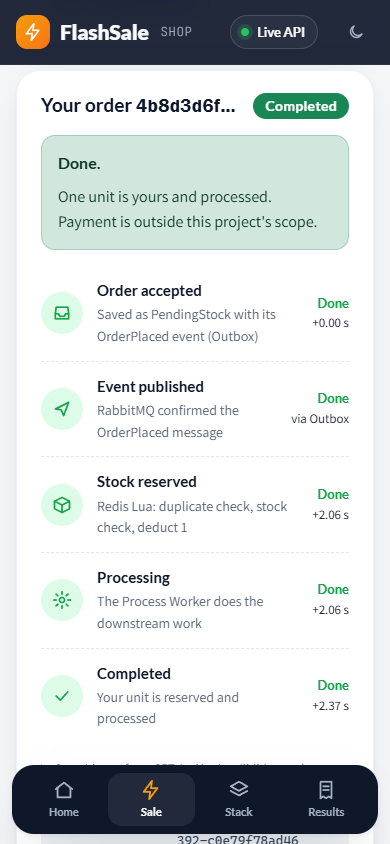 FlashSale SHOP
Live API
Your order 4b8d3d6f... Completed
Done.
One unit is yours and processed.
Payment is outside this project's scope.
Order accepted
Saved as PendingStock with its
OrderPlaced event (Outbox)
Done
+0.00 s
Event published
RabbitMQ confirmed the
OrderPlaced message
Done
via Outbox
Stock reserved
Redis Lua: duplicate check, stock
check, deduct 1
Done
+2.06 s
Processing
The Process Worker does the
downstream work
Done
+2.06 s
Completed
Your unit is reserved and
processed
Done
+2.37 s
Home
Sale
Stack
Results
392-c0e79f78ad46